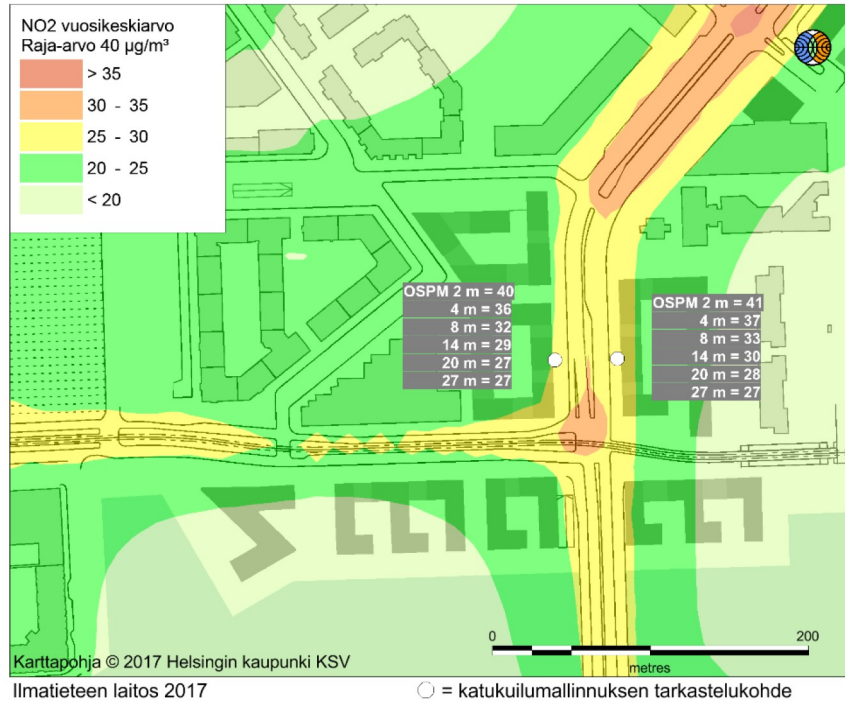 NO2 vuosikeskiarvo
Raja-arvo 40 µg/m³
> 35
30 - 35
25 - 30
20 - 25
< 20
OSPM 2 m = 40
4 m = 36
8 m = 32
14 m = 29
20 m = 27
27 m = 27
OSPM 2 m = 41
4 m = 37
8 m = 33
14 m = 30
20 m = 28
27 m = 27
0 200
metres
Karttapohja © 2017 Helsingin kaupunki KSV
Ilmatieteen laitos 2017
= katukuilumallinnuksen tarkastelukohde